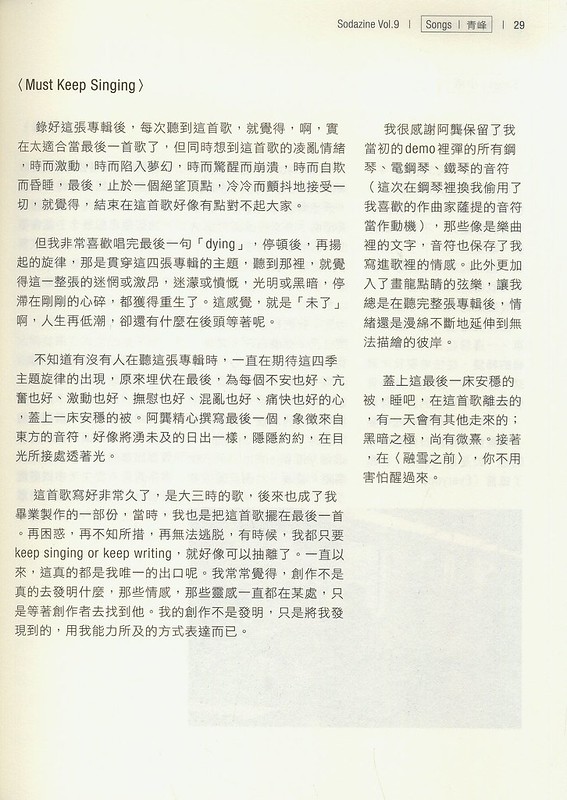 Sodazine Vol.9 | Songs | 青峰 | 29
〈Must Keep Singing〉
錄好這張專輯後，每次聽到這首歌，就覺得，啊，實
在太適合當最後一首歌了，但同時想到這首歌的凌亂情緒
，時而激動，時而陷入夢幻，時而驚醒而崩潰，時而自欺
而昏睡，最後，止於一個絕望頂點，冷冷而顫抖地接受一
切，就覺得，結束在這首歌好像有點對不起大家。
但我非常喜歡唱完最後一句「dying」，停頓後，再揚
起的旋律，那是貫穿這四張專輯的主題，聽到那裡，就覺
得這一整張的迷惘或激昂，迷濛或憤慨，光明或黑暗，停
滯在剛剛的心碎，都獲得重生了。這感覺，就是「未了」
啊，人生再低潮，卻還有什麼在後頭等著呢。
不知道有沒有人在聽這張專輯時，一直在期待這四季
主題旋律的出現，原來埋伏在最後，為每個不安也好、亢
奮也好、激動也好、撫慰也好、混亂也好、痛快也好的心
，蓋上一床安穩的被。阿龔精心撰寫最後一個，象徵來自
東方的音符，好像將湧未及的日出一樣，隱隱約約，在目
光所接處透著光。
這首歌寫好非常久了，是大三時的歌，後來也成了我
畢業製作的一部份，當時，我也是把這首歌擺在最後一首
。再困惑，再不知所措，再無法逃脫，有時候，我都只要
keep singing or keep writing，就好像可以抽離了。一直以
來，這真的都是我唯一的出口呢。我常常覺得，創作不是
真的去發明什麼，那些情感，那些靈感一直都在某處，只
是等著創作者去找到他。我的創作不是發明，只是將我發
現到的，用我能力所及的方式表達而已。
我很感謝阿龔保留了我
當初的demo裡彈的所有鋼
琴、電鋼琴、鐵琴的音符
（這次在鋼琴裡換我偷用了
我喜歡的作曲家薩提的音符
當作動機），那些像是樂曲
裡的文字，音符也保存了我
寫進歌裡的情感。此外更加
入了畫龍點睛的弦樂，讓我
總是在聽完整張專輯後，情
緒還是漫綿不斷地延伸到無
法描繪的彼岸。
蓋上這最後一床安穩的
被，睡吧，在這首歌離去的
，有一天會有其他走來的；
黑暗之極，尚有微熹。接著
，在〈融雪之前〉，你不用
害怕醒過來。